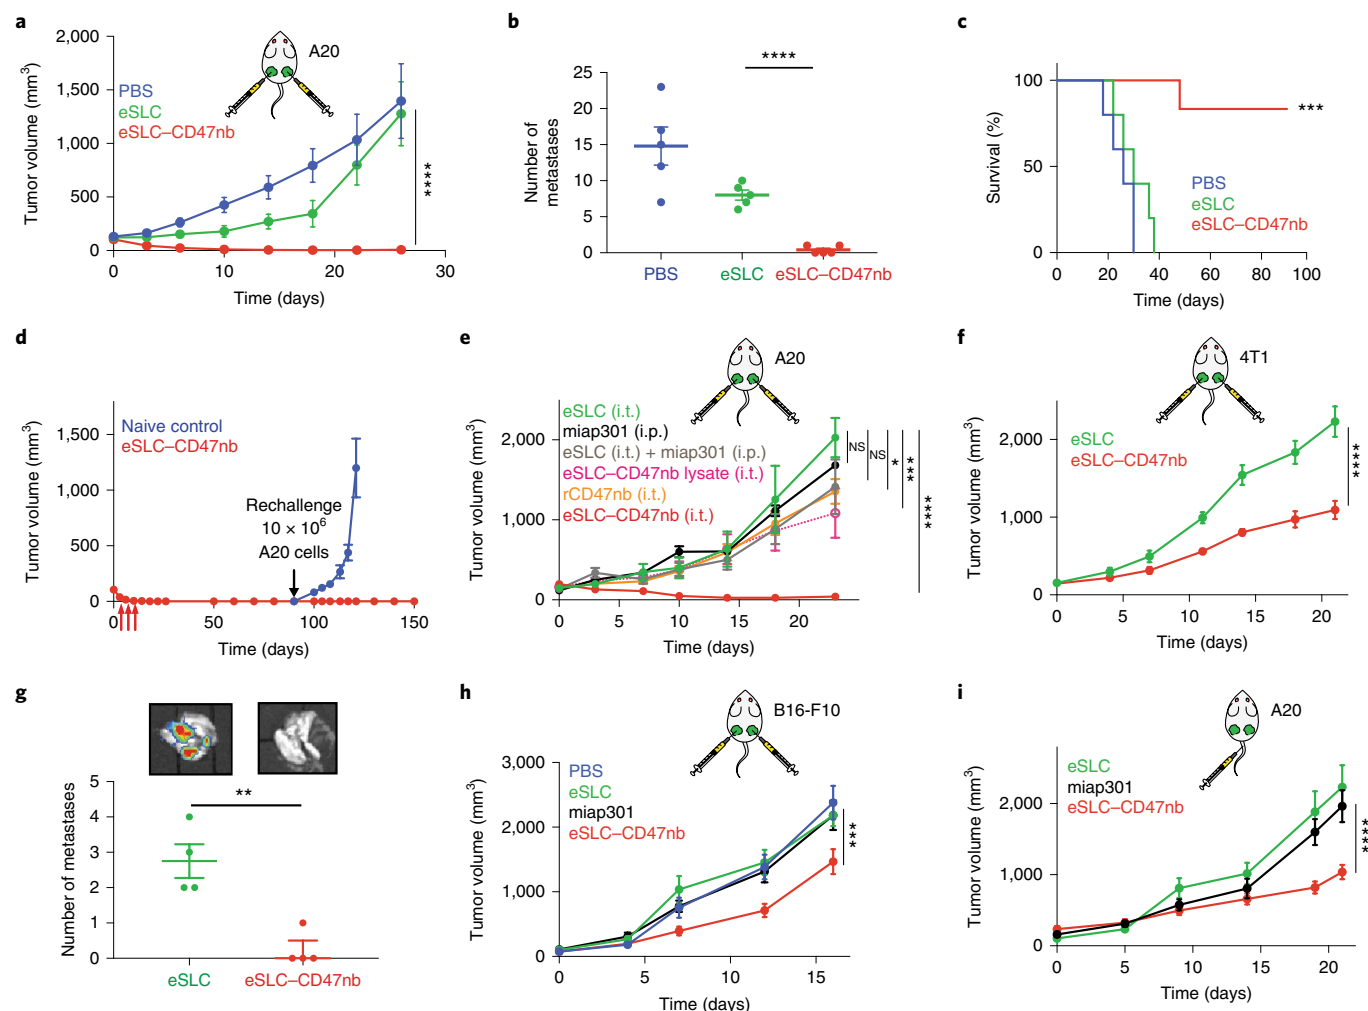 a
Tumor volume (mm³)
2,000
1,500
1,000
500
0
0
10
20
30
Time (days)
PBS
eSLC
eSLC–CD47nb
A20
****
b
Number of
metastases
25
20
15
10
5
0
****
PBS
eSLC
eSLC–CD47nb
c
Survival (%)
100
50
0
0
20
40
60
80
100
Time (days)
***
PBS
eSLC
eSLC–CD47nb
d
Tumor volume (mm³)
1,500
1,000
500
0
0
50
100
150
Time (days)
Naive control
eSLC–CD47nb
Rechallenge
10 × 10⁶
A20 cells
e
Tumor volume (mm³)
2,000
1,000
0
0
5
10
15
20
Time (days)
A20
eSLC (i.t.)
miap301 (i.p.)
eSLC (i.t.) + miap301 (i.p.)
eSLC–CD47nb lysate (i.t.)
rCD47nb (i.t.)
eSLC–CD47nb (i.t.)
NS
NS
*
***
****
f
Tumor volume (mm³)
2,000
1,000
0
0
5
10
15
20
Time (days)
4T1
eSLC
eSLC–CD47nb
****
g
Number of metastases
5
4
3
2
1
0
**
eSLC
eSLC–CD47nb
h
Tumor volume (mm³)
3,000
2,000
1,000
0
0
5
10
15
Time (days)
B16-F10
PBS
eSLC
miap301
eSLC–CD47nb
***
i
Tumor volume (mm³)
2,000
1,000
0
0
5
10
15
20
Time (days)
A20
eSLC
miap301
eSLC–CD47nb
****